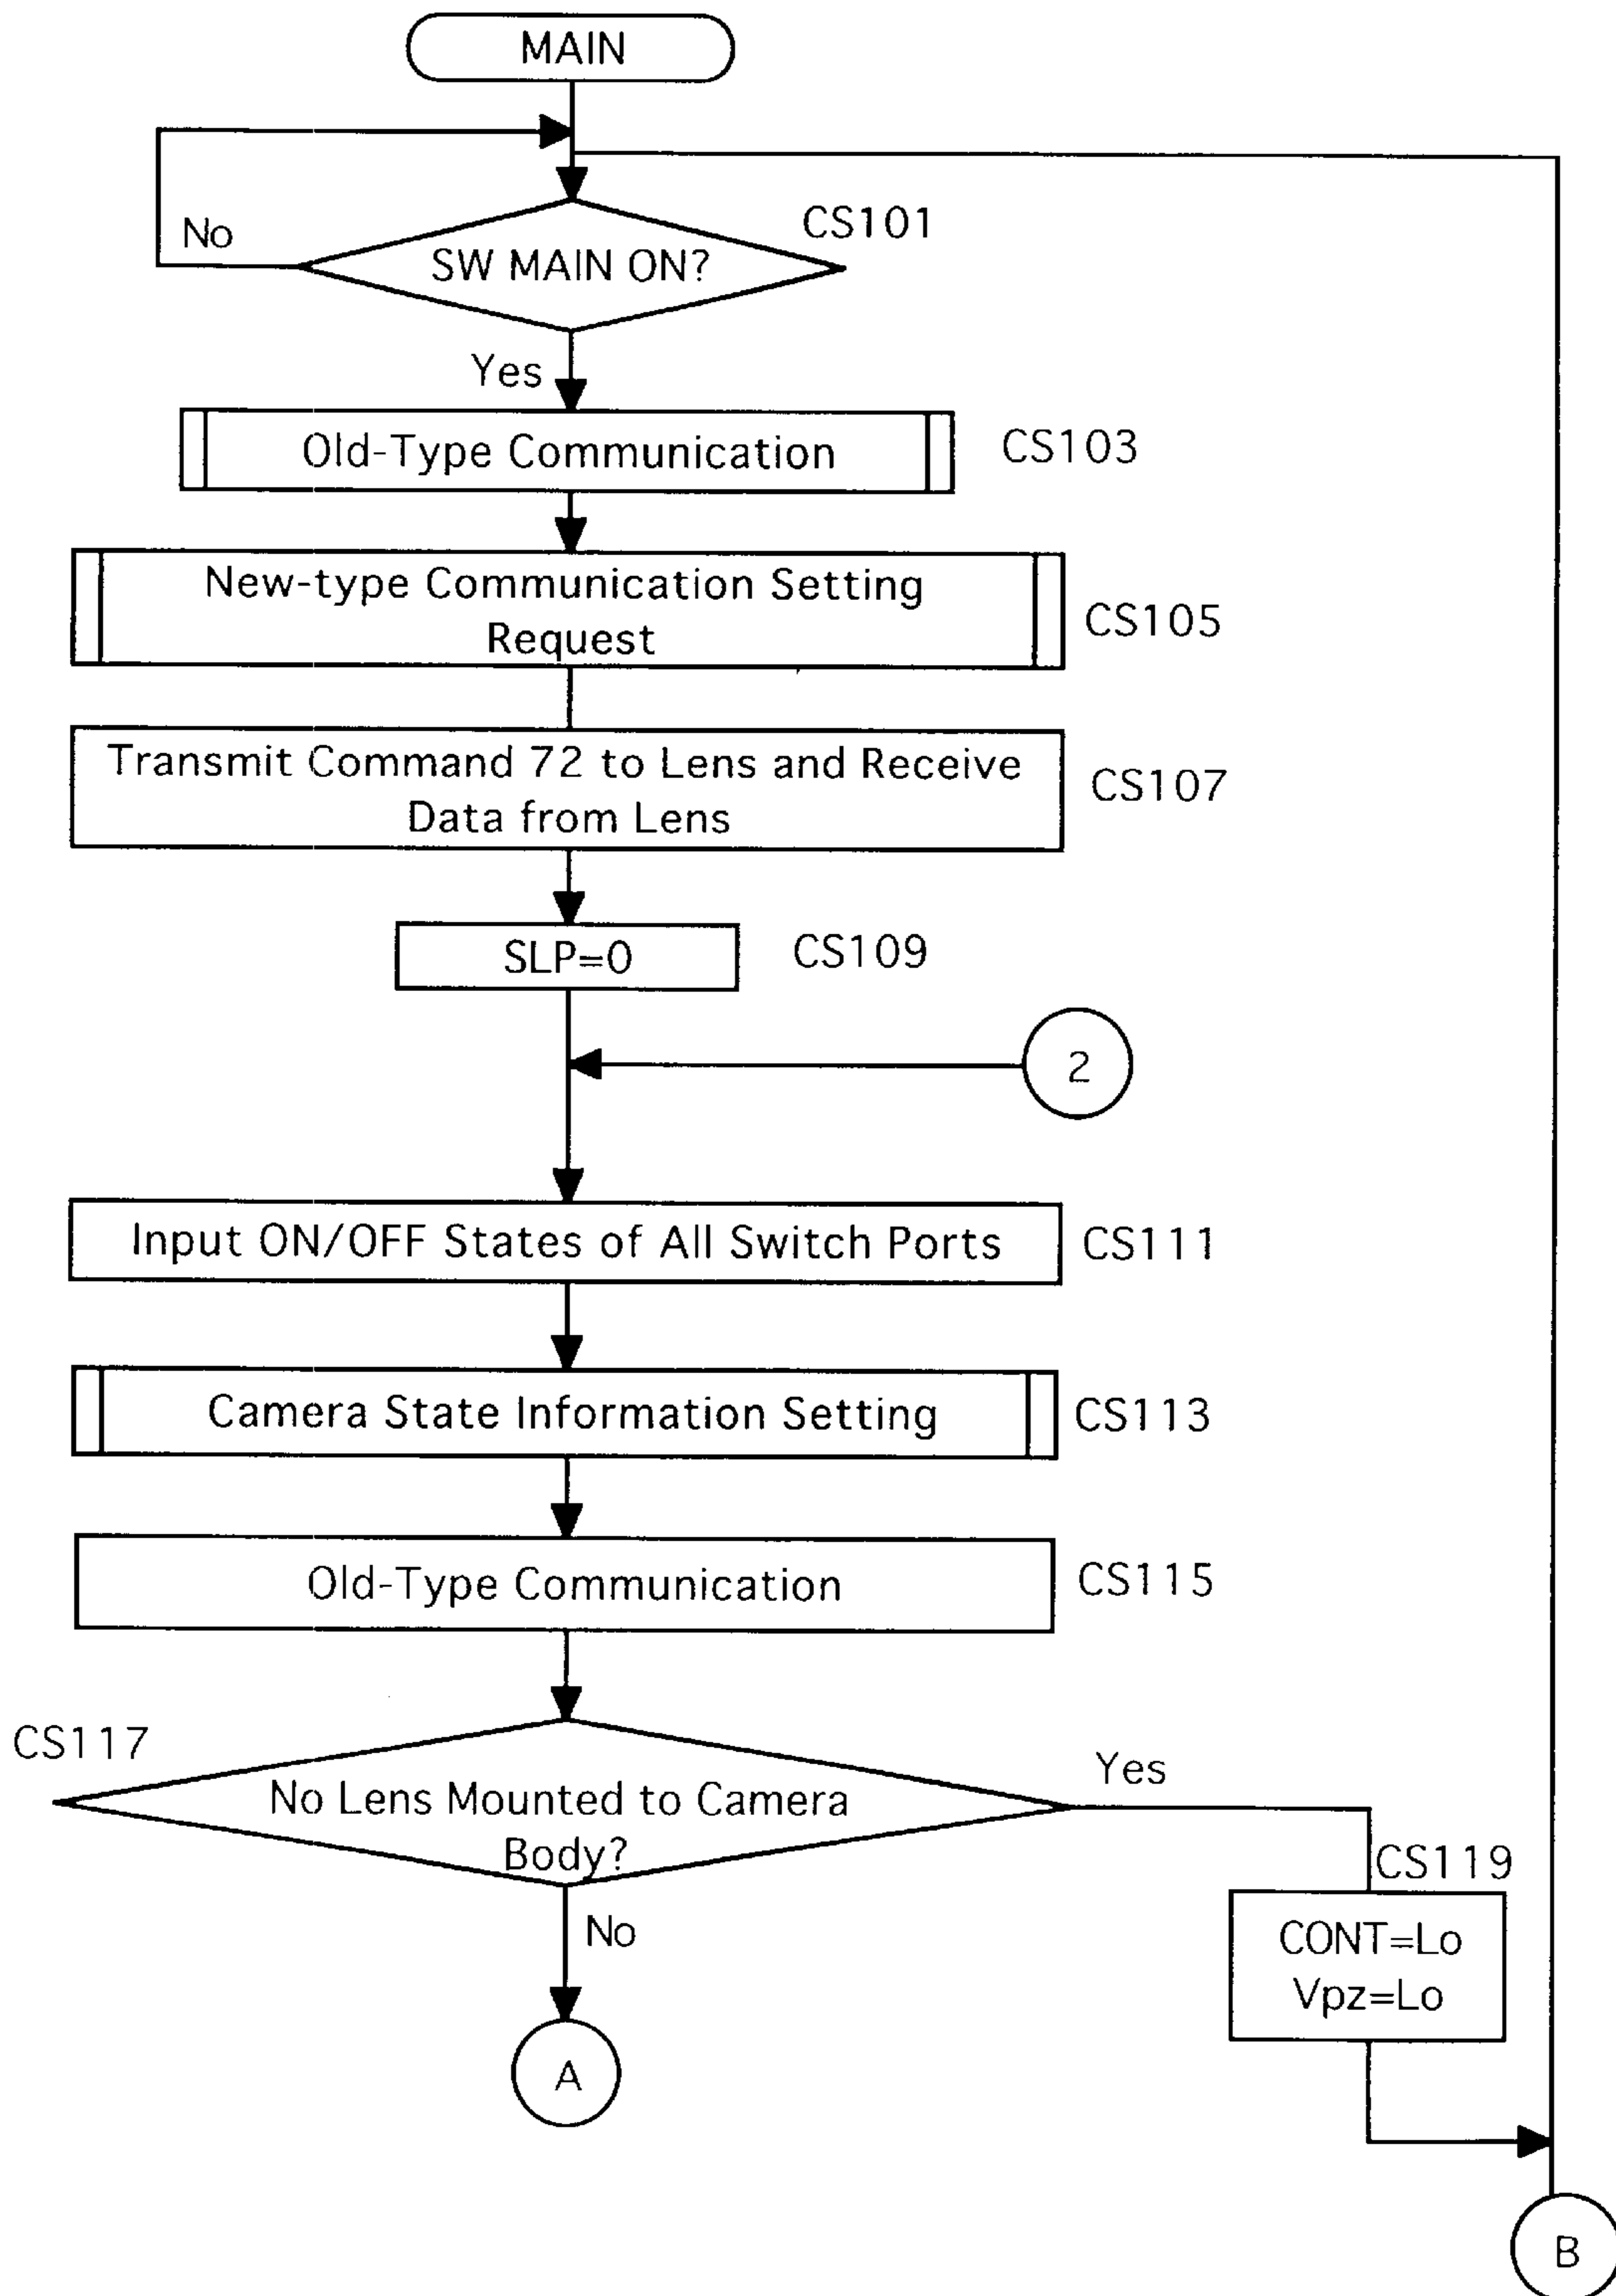 MAIN
CS101
No
SW MAIN ON?
Yes
Old-Type Communication
CS103
New-type Communication Setting
Request
CS105
Transmit Command 72 to Lens and Receive
Data from Lens
CS107
SLP=0
CS109
2
Input ON/OFF States of All Switch Ports
CS111
Camera State Information Setting
CS113
Old-Type Communication
CS115
CS117
No Lens Mounted to Camera
Body?
Yes
CS119
No
CONT=Lo
Vpz=Lo
A
B